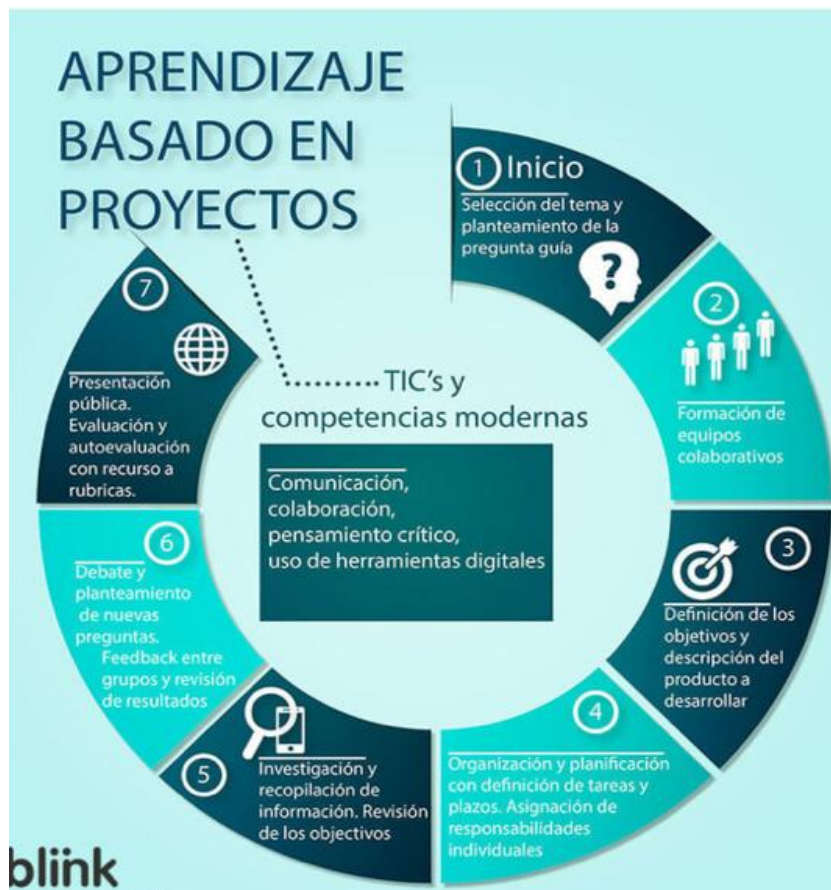 APRENDIZAJE
BASADO EN
PROYECTOS
1 Inicio
Selección del tema y
planteamiento de la
pregunta guía
?
2
Formación de
equipos
colaborativos
3
Definición de los
objetivos y
descripción del
producto a
desarrollar
4
Organización y planificación
con definición de tareas y
plazos. Asignación de
responsabilidades
individuales
5
Investigación y
recopilación de
información. Revisión
de los objectivos
6
Debate y
planteamiento
de nuevas
preguntas.
Feedback entre
grupos y revisión
de resultados
7
Presentación
pública.
Evaluación y
autoevaluación
con recurso a
rubricas.
TIC's y
competencias modernas
Comunicación,
colaboración,
pensamiento crítico,
uso de herramientas digitales
blink